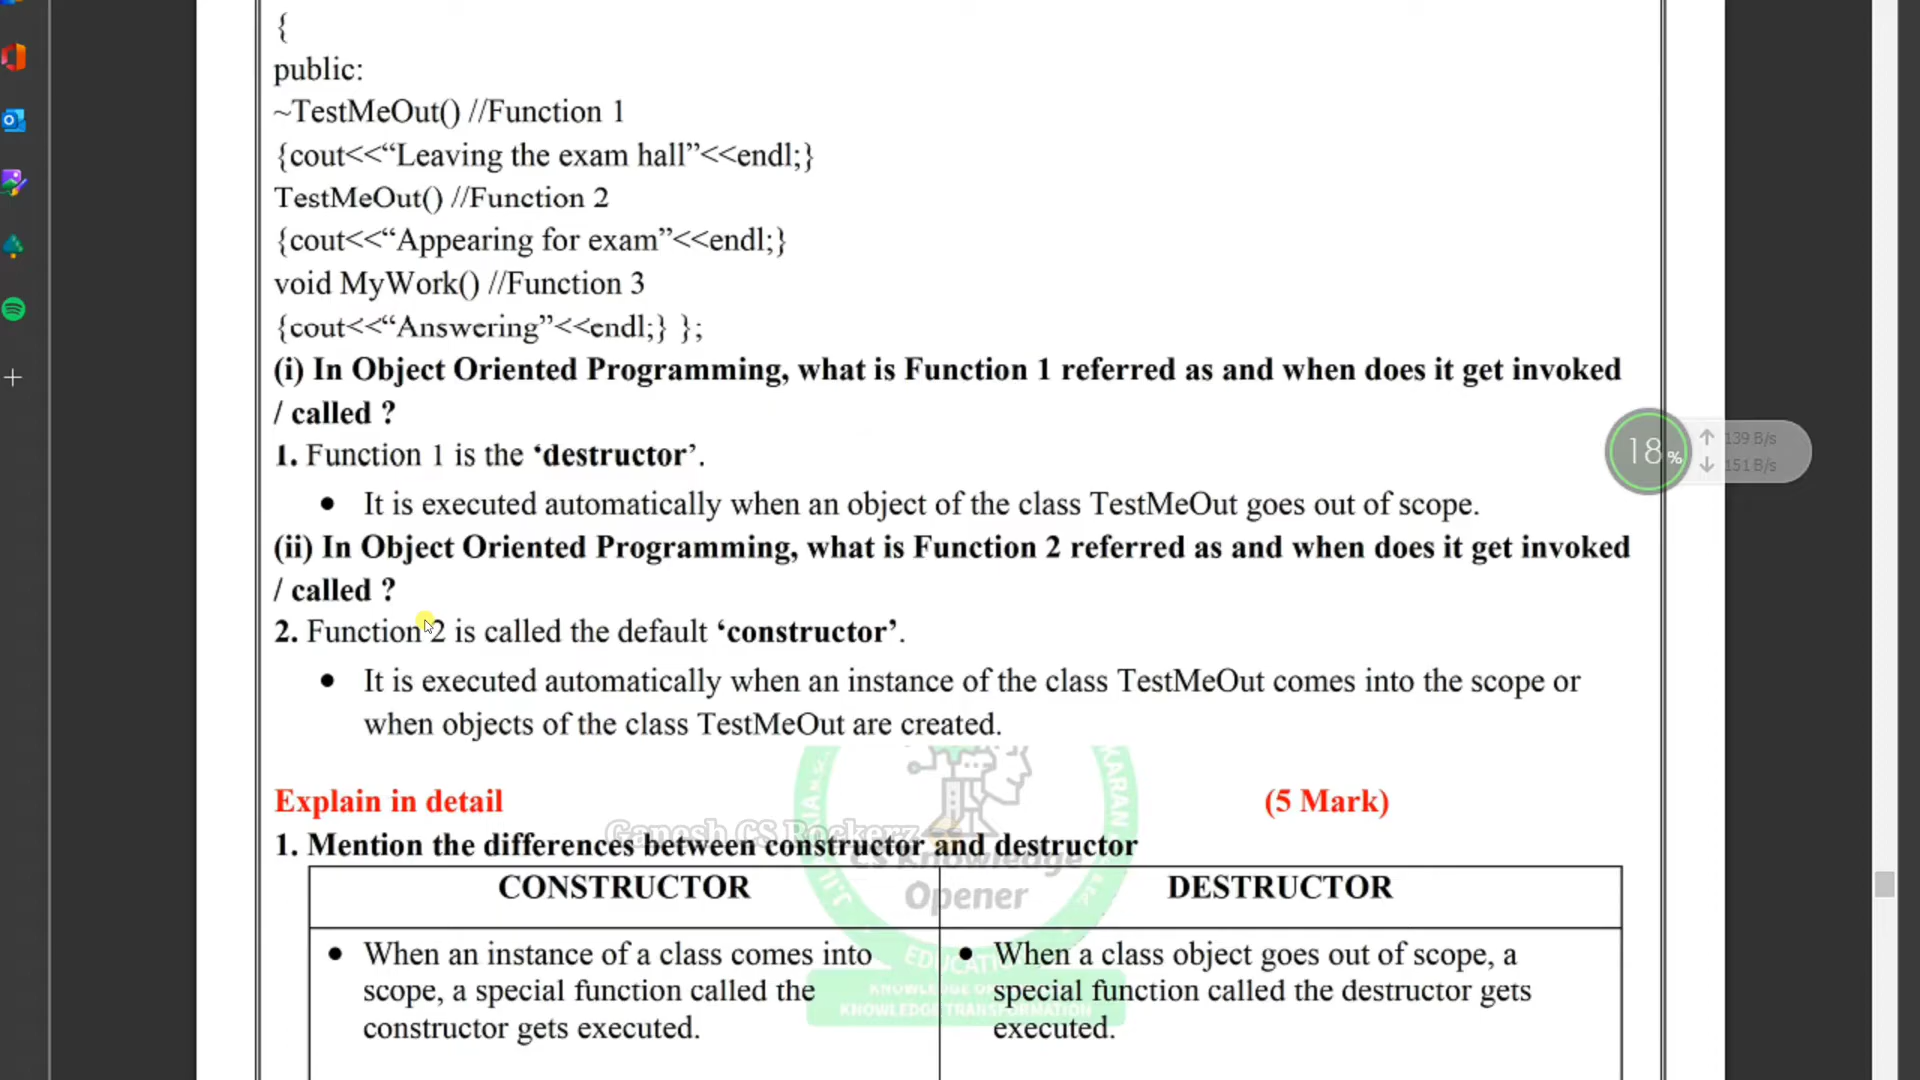 {
public:
~TestMeOut() //Function 1
{cout<<“Leaving the exam hall”<<endl;}
TestMeOut() //Function 2
{cout<<“Appearing for exam”<<endl;}
void MyWork() //Function 3
{cout<<“Answering”<<endl;} };
(i) In Object Oriented Programming, what is Function 1 referred as and when does it get invoked
/ called ?
18%
139 B/s
151 B/s
1. Function 1 is the ‘destructor’.
● It is executed automatically when an object of the class TestMeOut goes out of scope.
(ii) In Object Oriented Programming, what is Function 2 referred as and when does it get invoked
/ called ?
2. Function 2 is called the default ‘constructor’.
● It is executed automatically when an instance of the class TestMeOut comes into the scope or
when objects of the class TestMeOut are created.
Explain in detail (5 Mark)
Ganesh CS Rockerz
1. Mention the differences between constructor and destructor
CS Knowledge
Opener
CONSTRUCTOR DESTRUCTOR
● When an instance of a class comes into
scope, a special function called the
constructor gets executed.
● When a class object goes out of scope, a
special function called the destructor gets
executed.